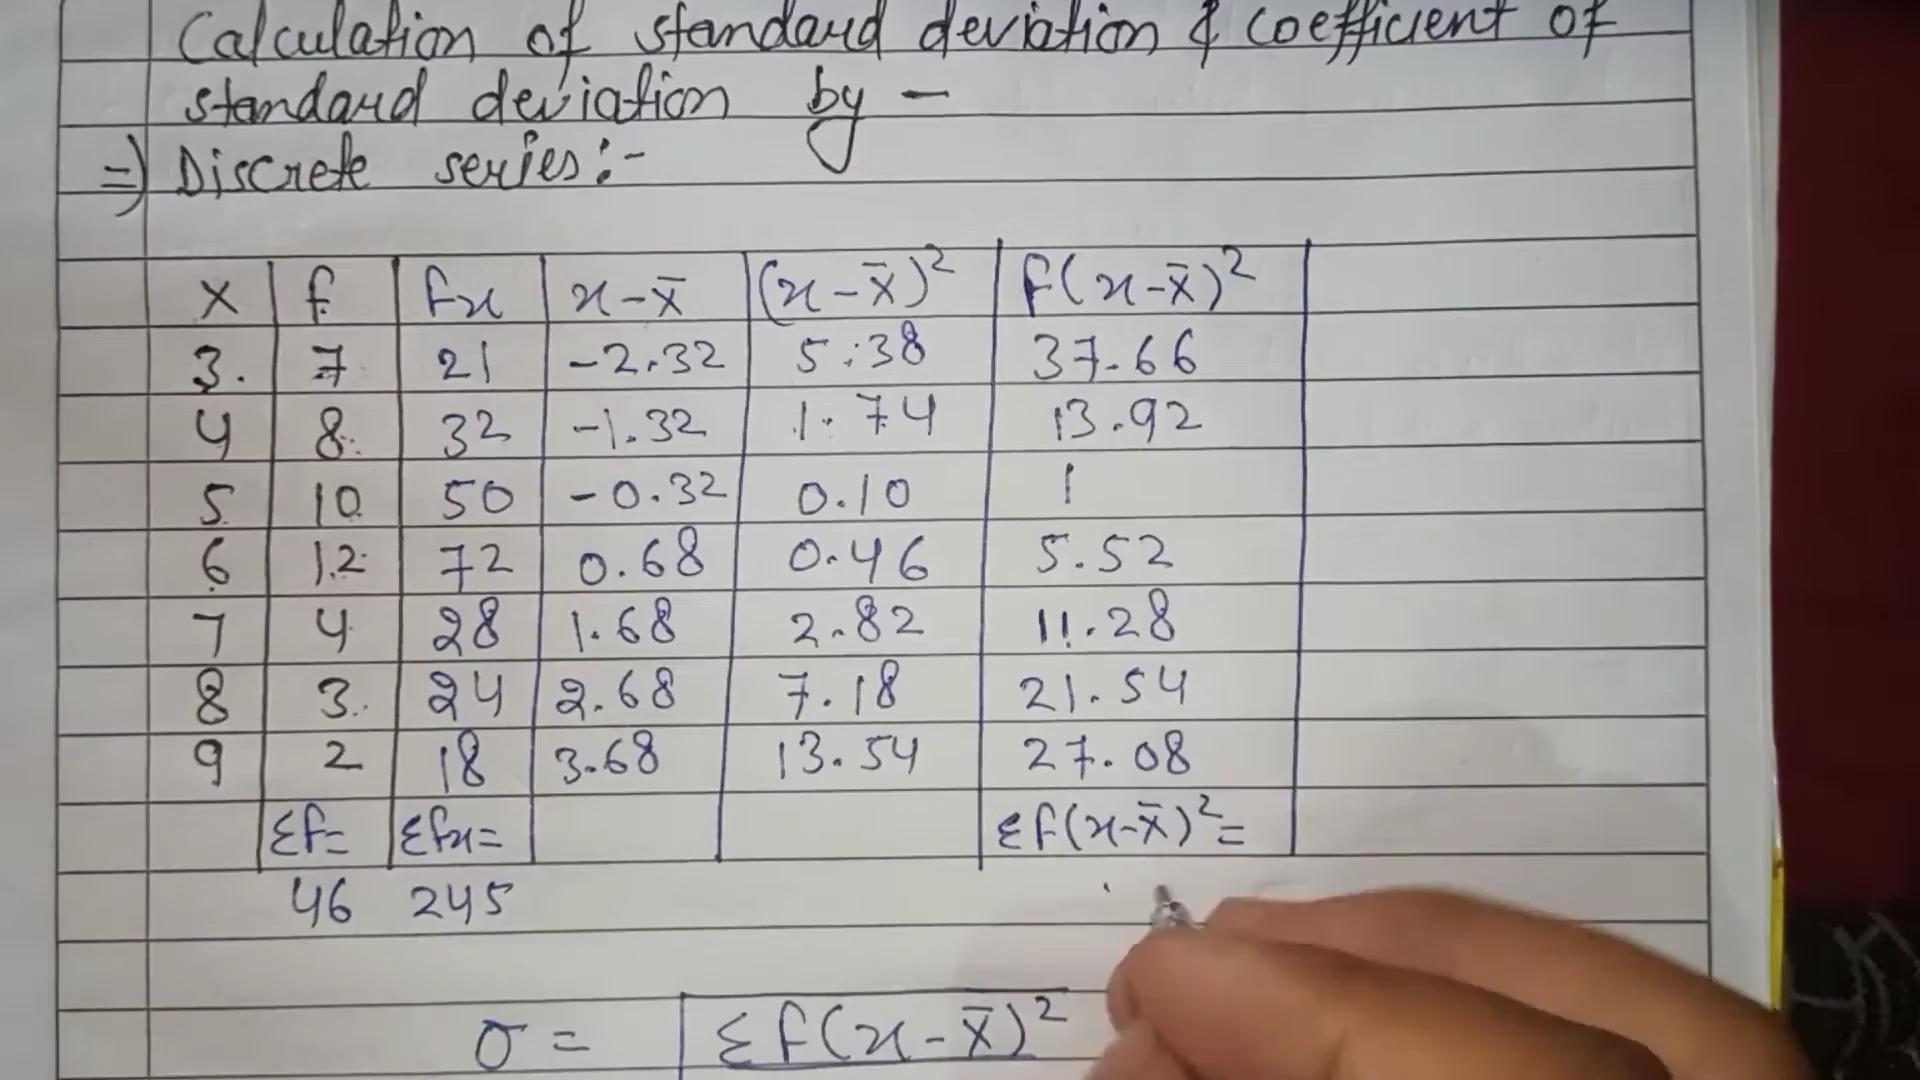 Calculation of standard deviation & coefficient of
standard deviation by –
⇒) Discrete series:-
X f fx x-x̄ (x-x̄)² f(x-x̄)²
3. 7 21 -2.32 5.38 37.66
4 8 32 -1.32 1.74 13.92
5 10 50 -0.32 0.10 1
6 12 72 0.68 0.46 5.52
7 4 28 1.68 2.82 11.28
8 3 24 2.68 7.18 21.54
9 2 18 3.68 13.54 27.08
Σf= Σfx= Σf(x-x̄)²=
46 245
σ = √Σf(x-x̄)²